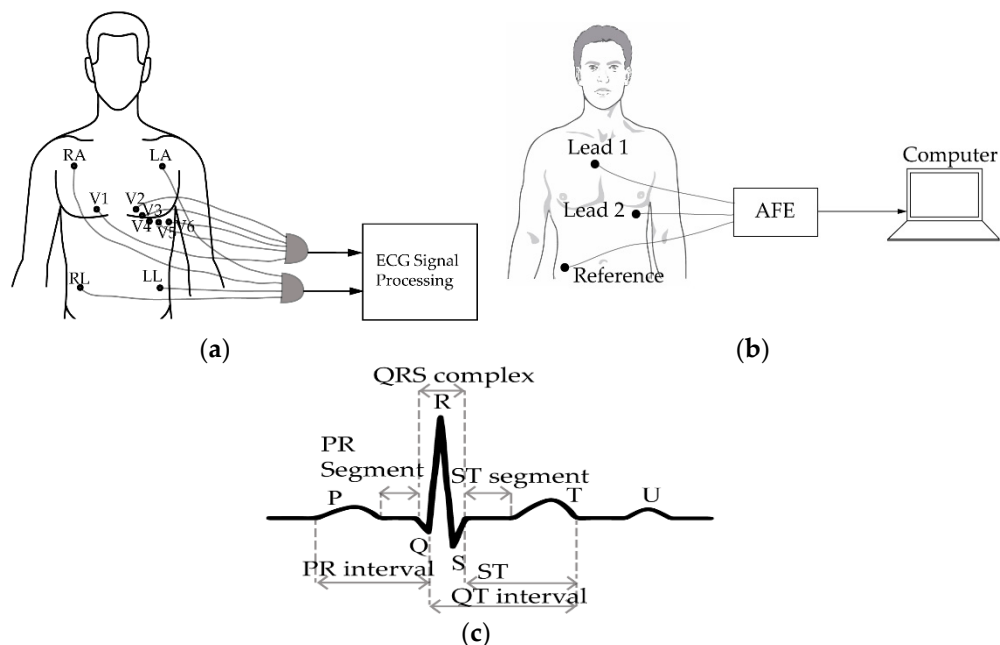 RA
LA
V1
V2
V3
V4
V5
V6
RL
LL
ECG Signal
Processing
(a)
Lead 1
Lead 2
Reference
AFE
Computer
(b)
QRS complex
R
PR
Segment
ST segment
P
T
U
Q
S
PR interval
ST
QT interval
(c)